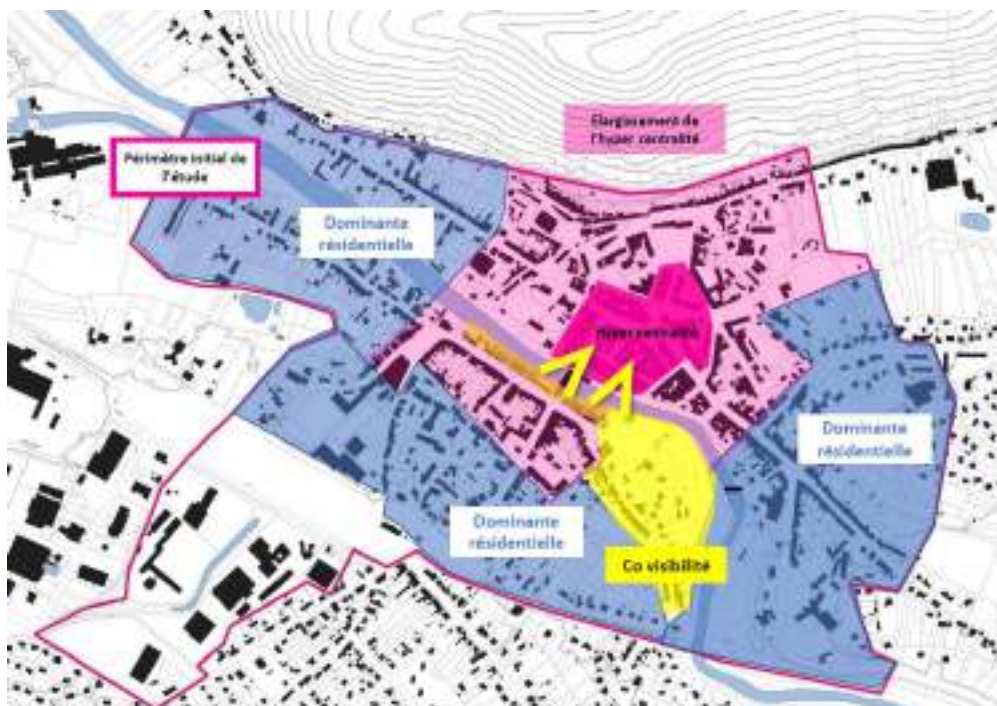 Elargissement de
l'hyper centralité
Périmètre initial de
l'étude
Dominante
résidentielle
Hyper centralité
Dominante
résidentielle
Dominante
résidentielle
Co visibilité